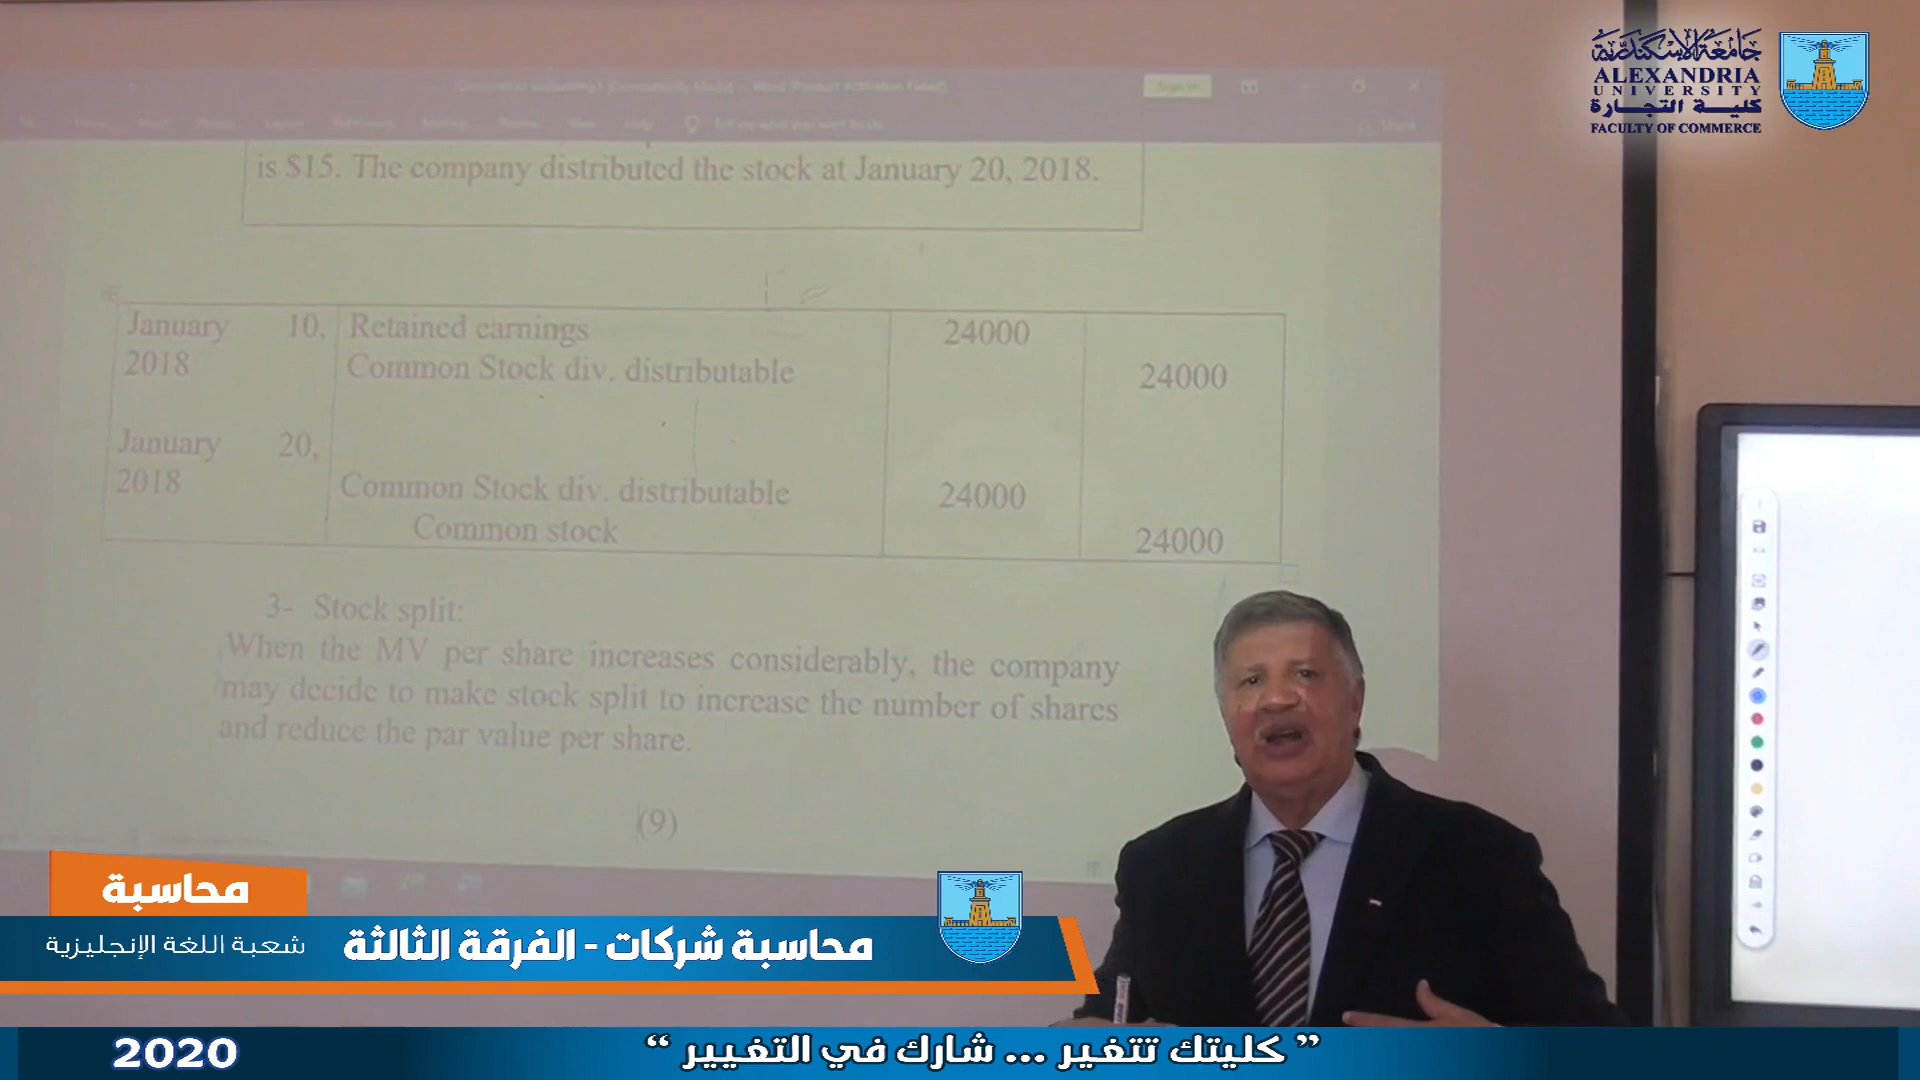 جامعة الإسكندرية
ALEXANDRIA
UNIVERSITY
كلية التجارة
FACULTY OF COMMERCE
Sign in
Share
is $15. The company distributed the stock at January 20, 2018.
January 10, Retained earnings 24000
2018 Common Stock div. distributable 24000
January 20,
2018 Common Stock div. distributable 24000
Common stock 24000
3- Stock split:
When the MV per share increases considerably, the company
may decide to make stock split to increase the number of shares
and reduce the par value per share.
(9)
محاسبة
محاسبة شركات - الفرقة الثالثة
شعبة اللغة الإنجليزية
2020
” كليتك تتغير ... شارك في التغيير “